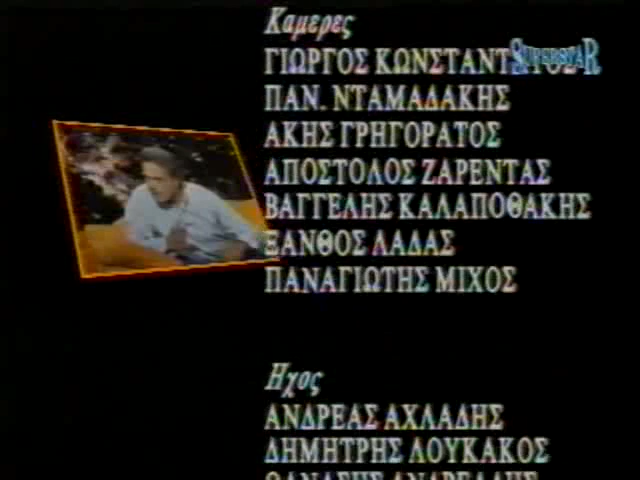 Καμερες
SUPERSTAR
ΓΙΩΡΓΟΣ
ΠΑΝ. ΝΤΑΜΑΔΑΚΗΣ
ΑΚΗΣ ΓΡΗΓΟΡΑΤΟΣ
ΑΠΟΣΤΟΛΟΣ ΖΑΡΕΝΤΑΣ
ΒΑΓΓΕΛΗΣ ΚΑΛΑΠΟΘΑΚΗΣ
ΞΑΝΘΟΣ ΛΑΔΑΣ
ΠΑΝΑΓΙΩΤΗΣ ΜΙΧΟΣ
Ηχος
ΑΝΔΡΕΑΣ ΑΧΛΑΔΗΣ
ΔΗΜΗΤΡΗΣ ΛΟΥΚΑΚΟΣ